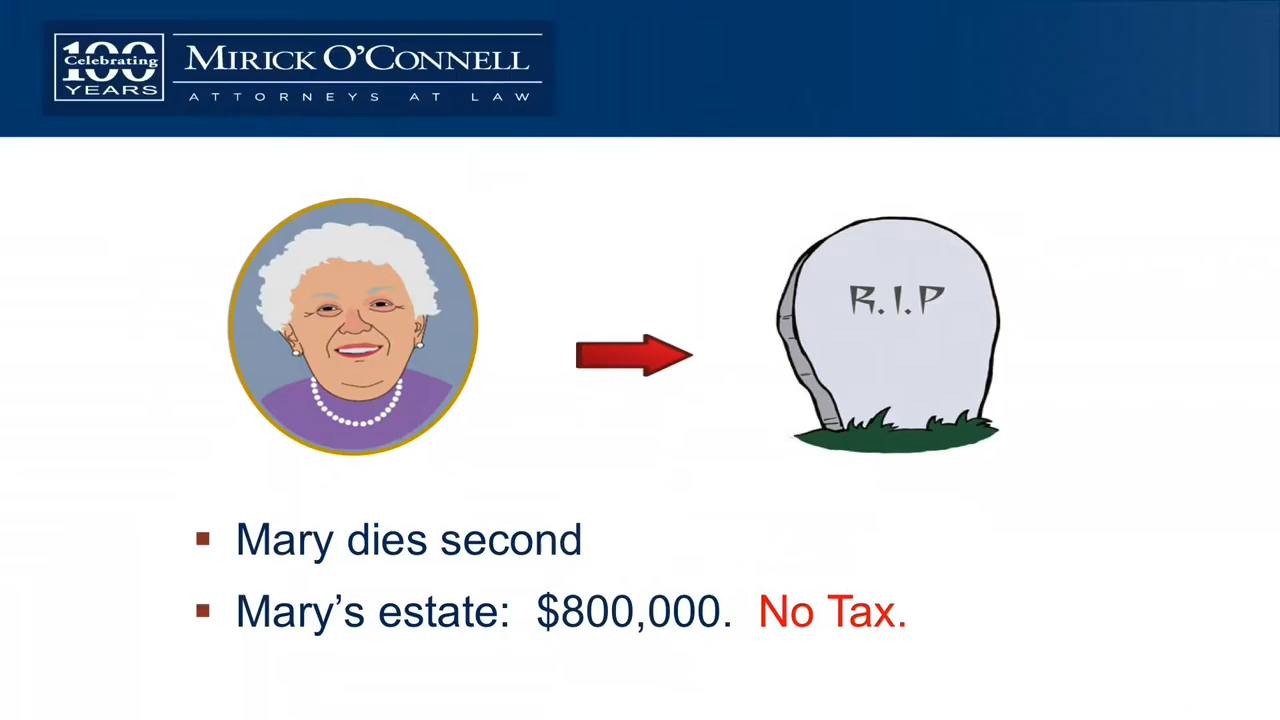 100
Celebrating
YEARS
MIRICK O'CONNELL
ATTORNEYS AT LAW
R.I.P
▪ Mary dies second
▪ Mary’s estate: $800,000. No Tax.